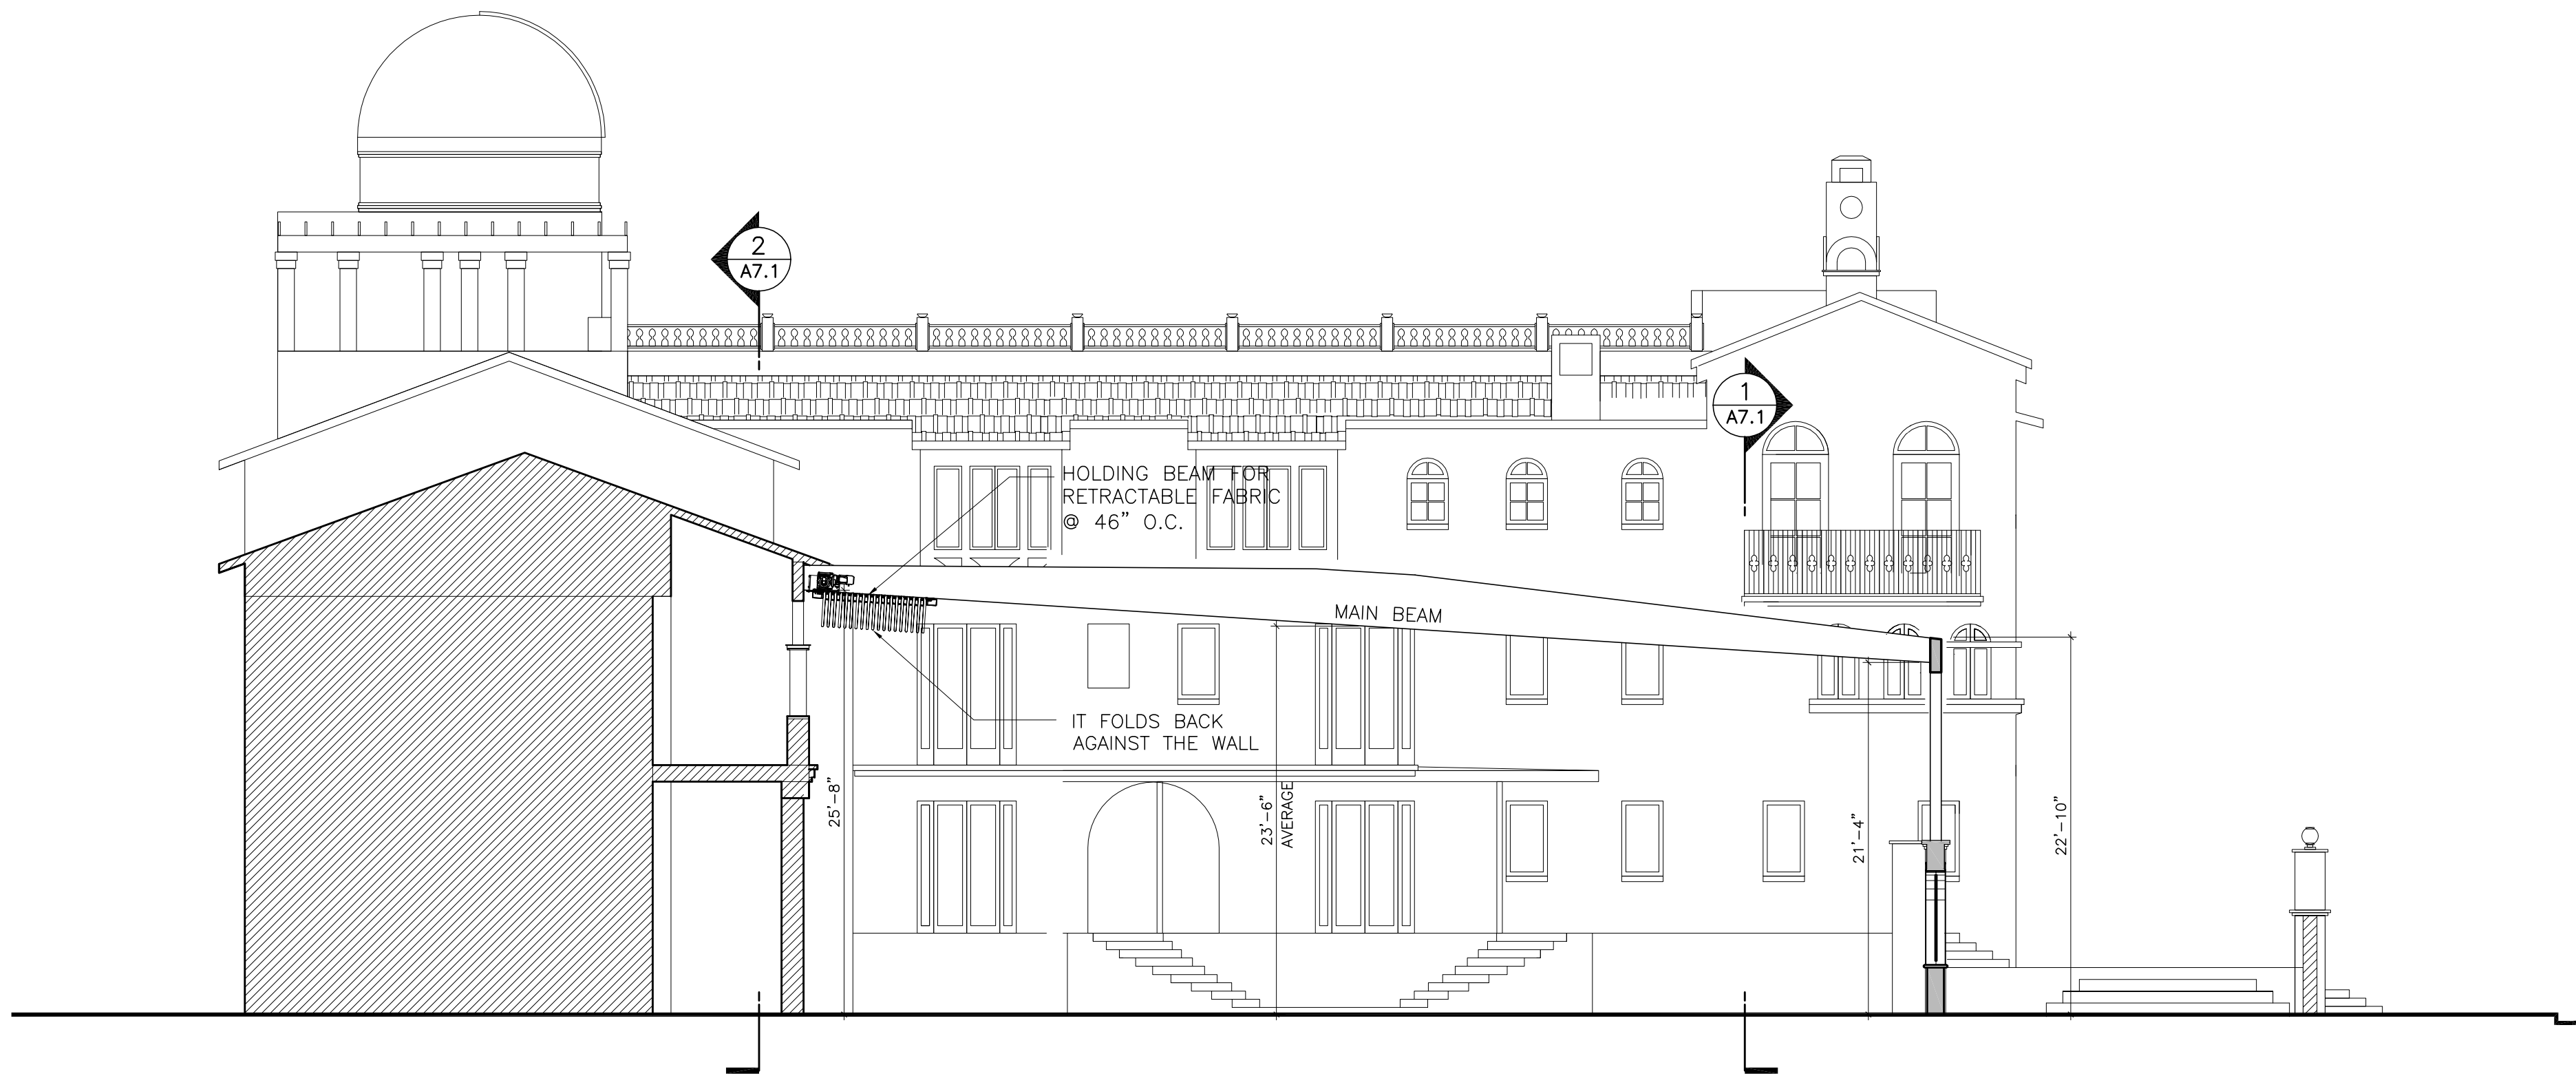 2
A7.1
1
A7.1
HOLDING BEAM FOR
RETRACTABLE FABRIC
@ 46” O.C.
MAIN BEAM
IT FOLDS BACK
AGAINST THE WALL
25’-8”
23’-6”
AVERAGE
21’-4”
22’-10”